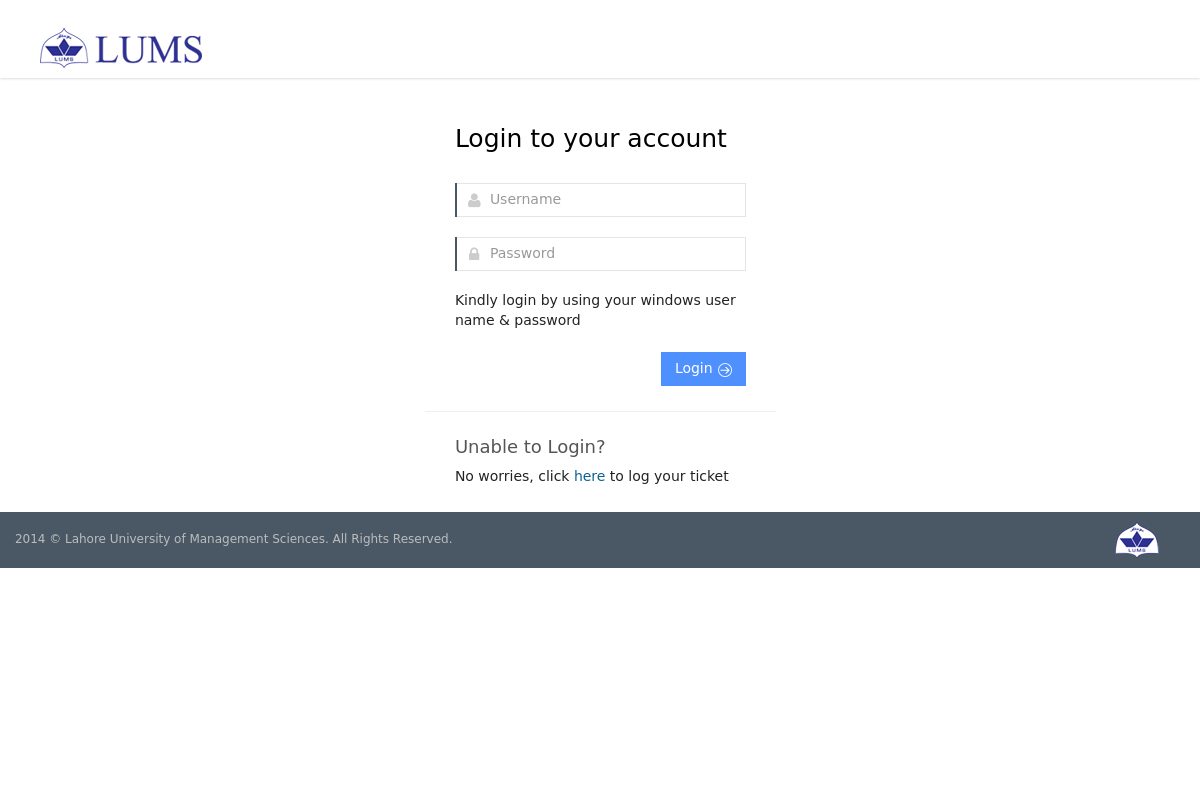 LUMS
LUMS
Login to your account
Username
Password
Kindly login by using your windows user
name & password
Login
Unable to Login?
No worries, click here to log your ticket
2014 © Lahore University of Management Sciences. All Rights Reserved.
LUMS